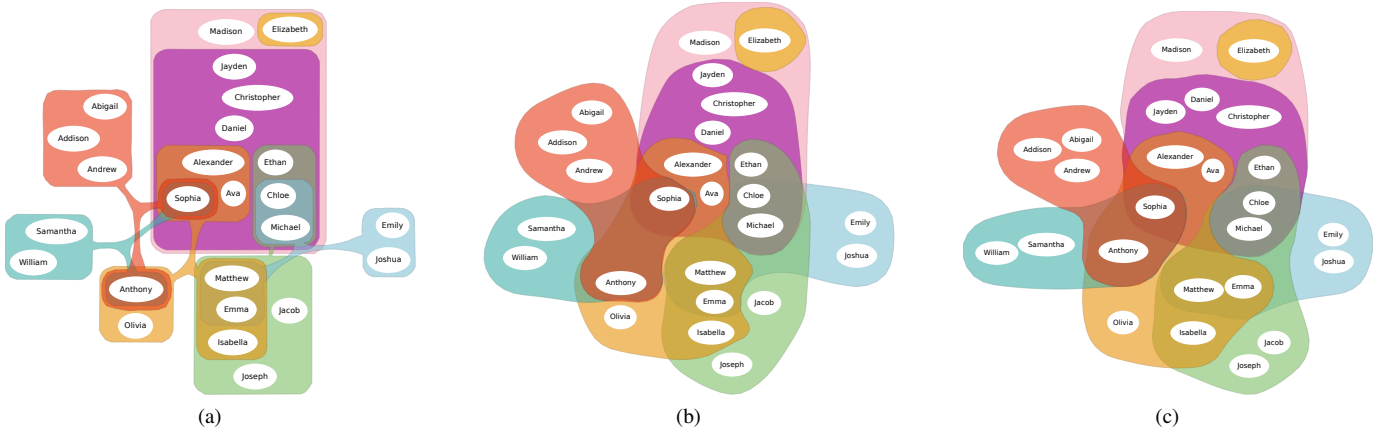 Madison
Elizabeth
Jayden
Christopher
Daniel
Abigail
Addison
Andrew
Alexander
Ethan
Sophia
Ava
Chloe
Michael
Samantha
William
Emily
Joshua
Anthony
Olivia
Matthew
Emma
Jacob
Isabella
Joseph
(a)
Madison
Elizabeth
Jayden
Christopher
Daniel
Abigail
Addison
Andrew
Alexander
Ethan
Sophia
Ava
Chloe
Michael
Samantha
William
Emily
Joshua
Anthony
Olivia
Matthew
Emma
Jacob
Isabella
Joseph
(b)
Madison
Elizabeth
Jayden
Daniel
Christopher
Addison
Abigail
Andrew
Alexander
Ava
Ethan
Sophia
Chloe
Michael
William
Samantha
Anthony
Emily
Joshua
Matthew
Emma
Olivia
Isabella
Jacob
Joseph
(c)